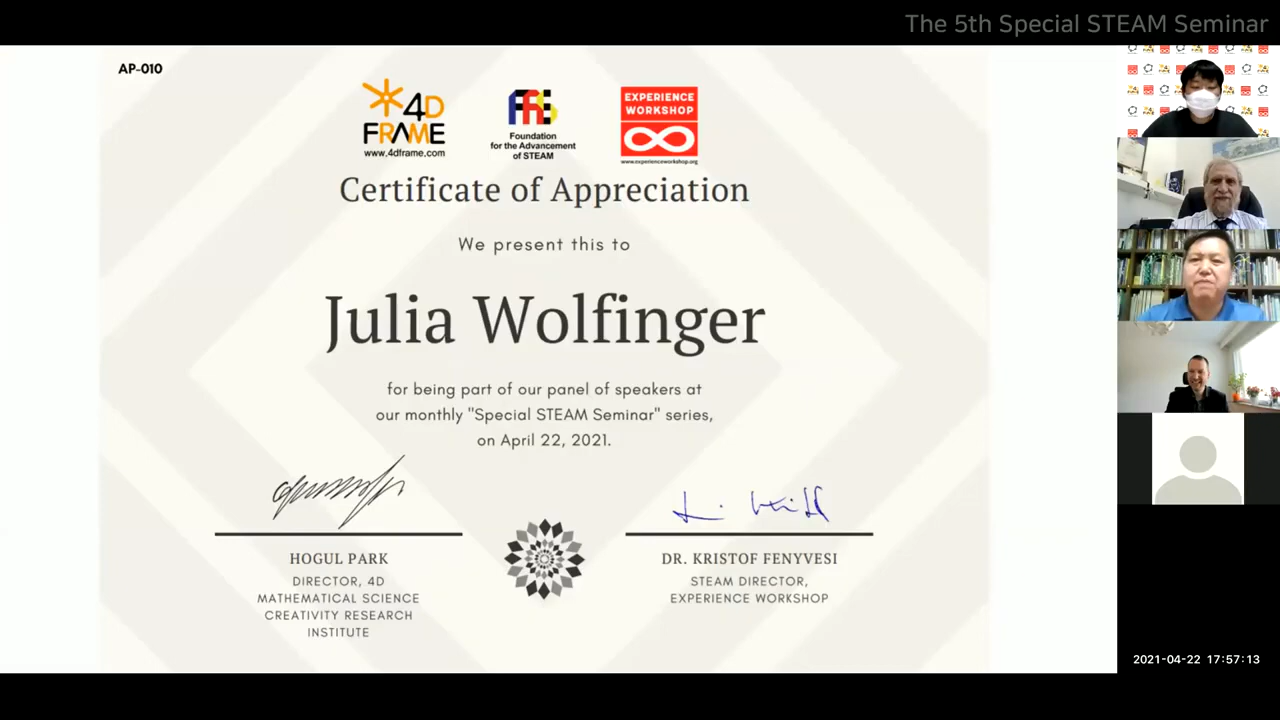 The 5th Special STEAM Seminar
AP-010
4D
FRAME
www.4dframe.com
Foundation
for the Advancement
of STEAM
EXPERIENCE
WORKSHOP
www.experienceworkshop.org
Certificate of Appreciation
We present this to
Julia Wolfinger
for being part of our panel of speakers at
our monthly "Special STEAM Seminar" series,
on April 22, 2021.
HOGUL PARK
DIRECTOR, 4D
MATHEMATICAL SCIENCE
CREATIVITY RESEARCH
INSTITUTE
DR. KRISTOF FENYVESI
STEAM DIRECTOR,
EXPERIENCE WORKSHOP
2021-04-22 17:57:13